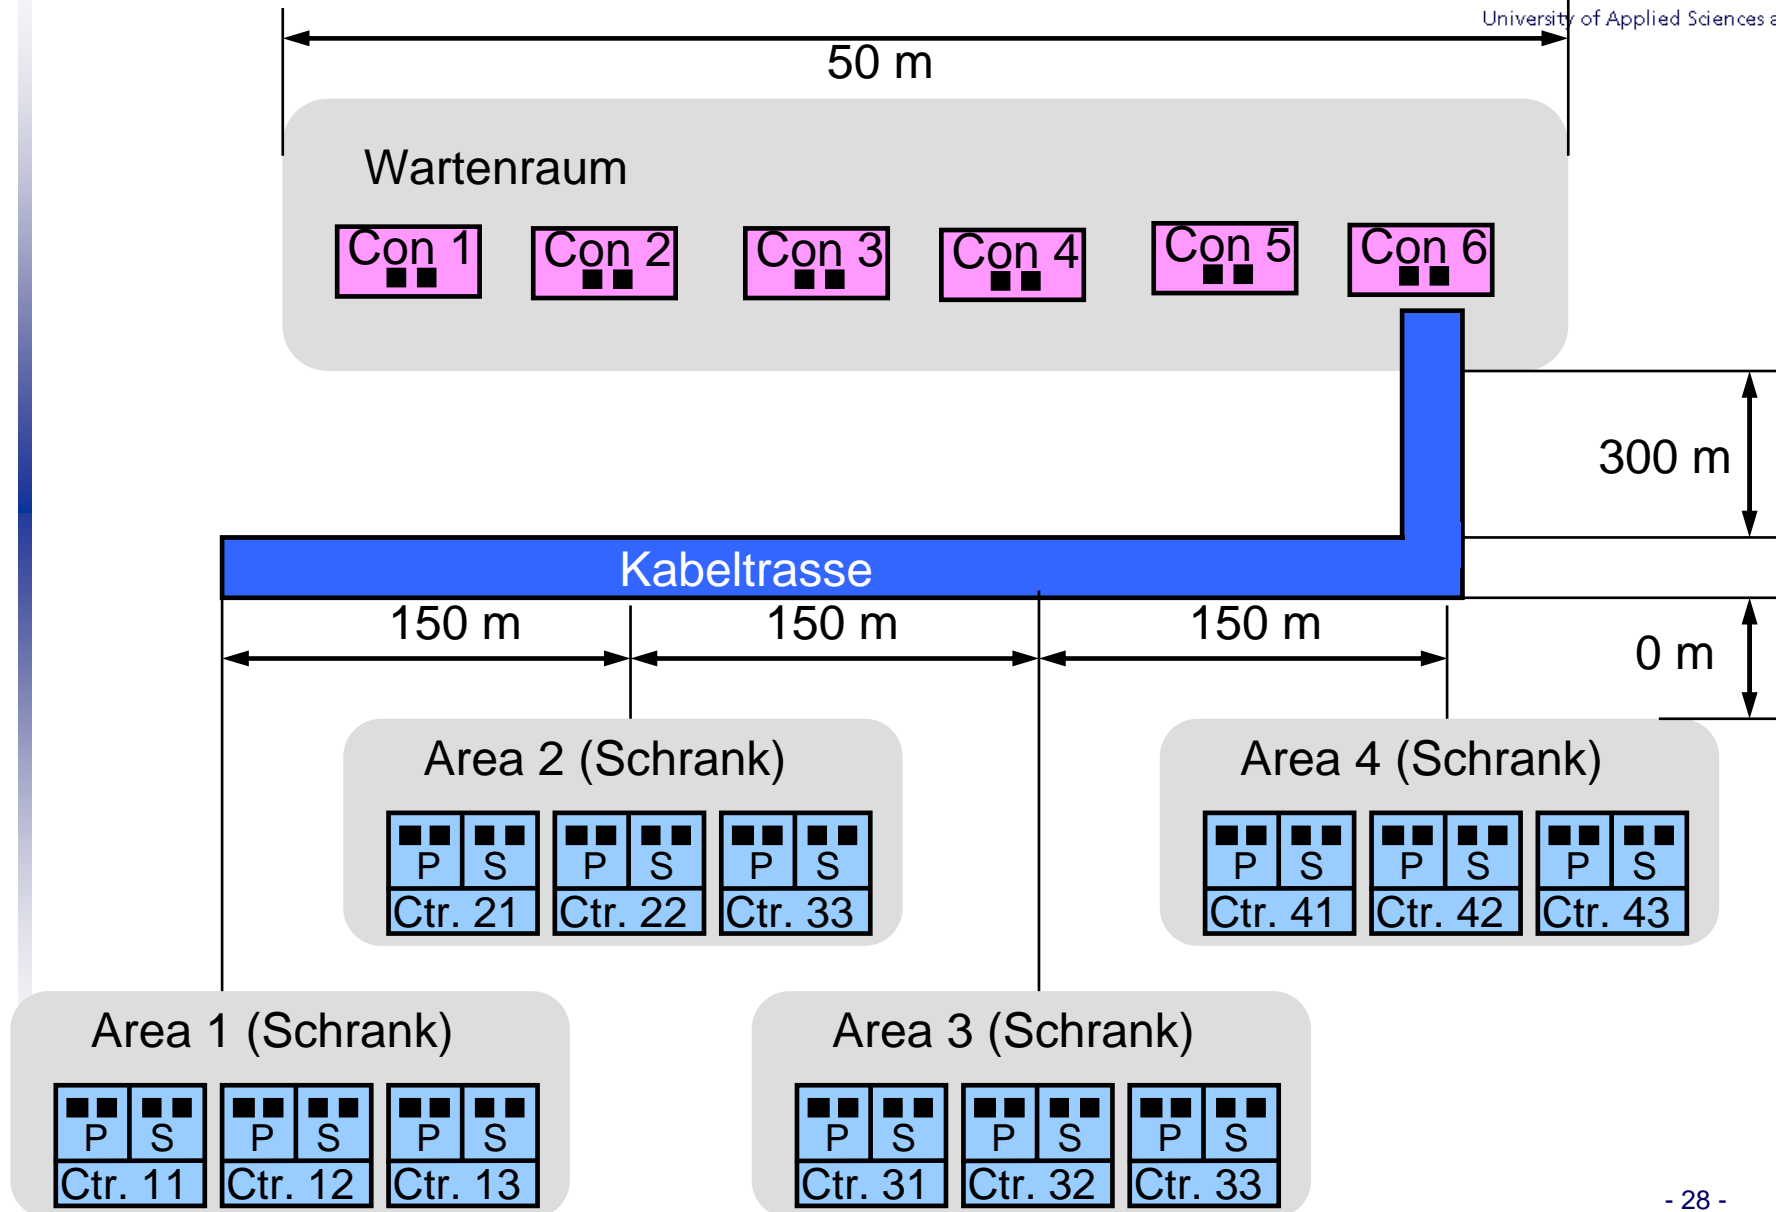 University of Applied Sciences a
50 m
Wartenraum
Con 1 Con 2 Con 3 Con 4 Con 5 Con 6
300 m
Kabeltrasse
150 m 150 m 150 m
0 m
Area 2 (Schrank) Area 4 (Schrank)
P S P S P S P S P S P S
Ctr. 21 Ctr. 22 Ctr. 33 Ctr. 41 Ctr. 42 Ctr. 43
Area 1 (Schrank) Area 3 (Schrank)
P S P S P S P S P S P S
Ctr. 11 Ctr. 12 Ctr. 13 Ctr. 31 Ctr. 32 Ctr. 33
- 28 -